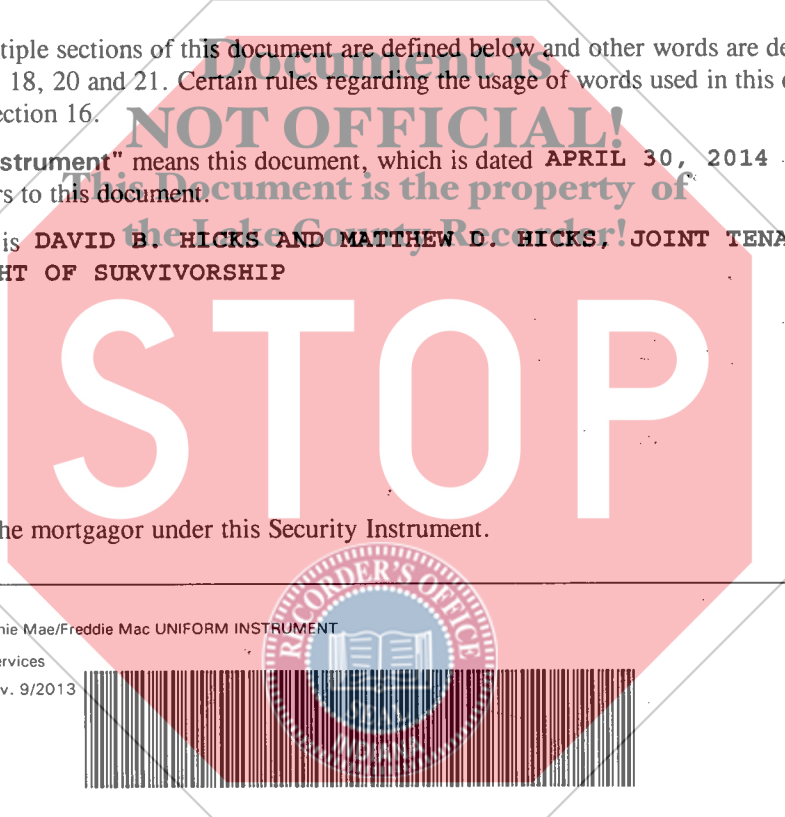 tiple sections of this document are defined below and other words are de
18, 20 and 21. Certain rules regarding the usage of words used in this
ection 16.
strument" means this document, which is dated APRIL 30, 2014
rs to this document.
is DAVID B. HICKS AND MATTHEW D. HICKS, JOINT TENA
HT OF SURVIVORSHIP
Document is
NOT OFFICIAL!
This Document is the property of
the Lake County Recorder!
STOP
he mortgagor under this Security Instrument.
nie Mae/Freddie Mac UNIFORM INSTRUMENT
ervices
v. 9/2013
RECORDER'S OFFICE
SEAL
INDIANA